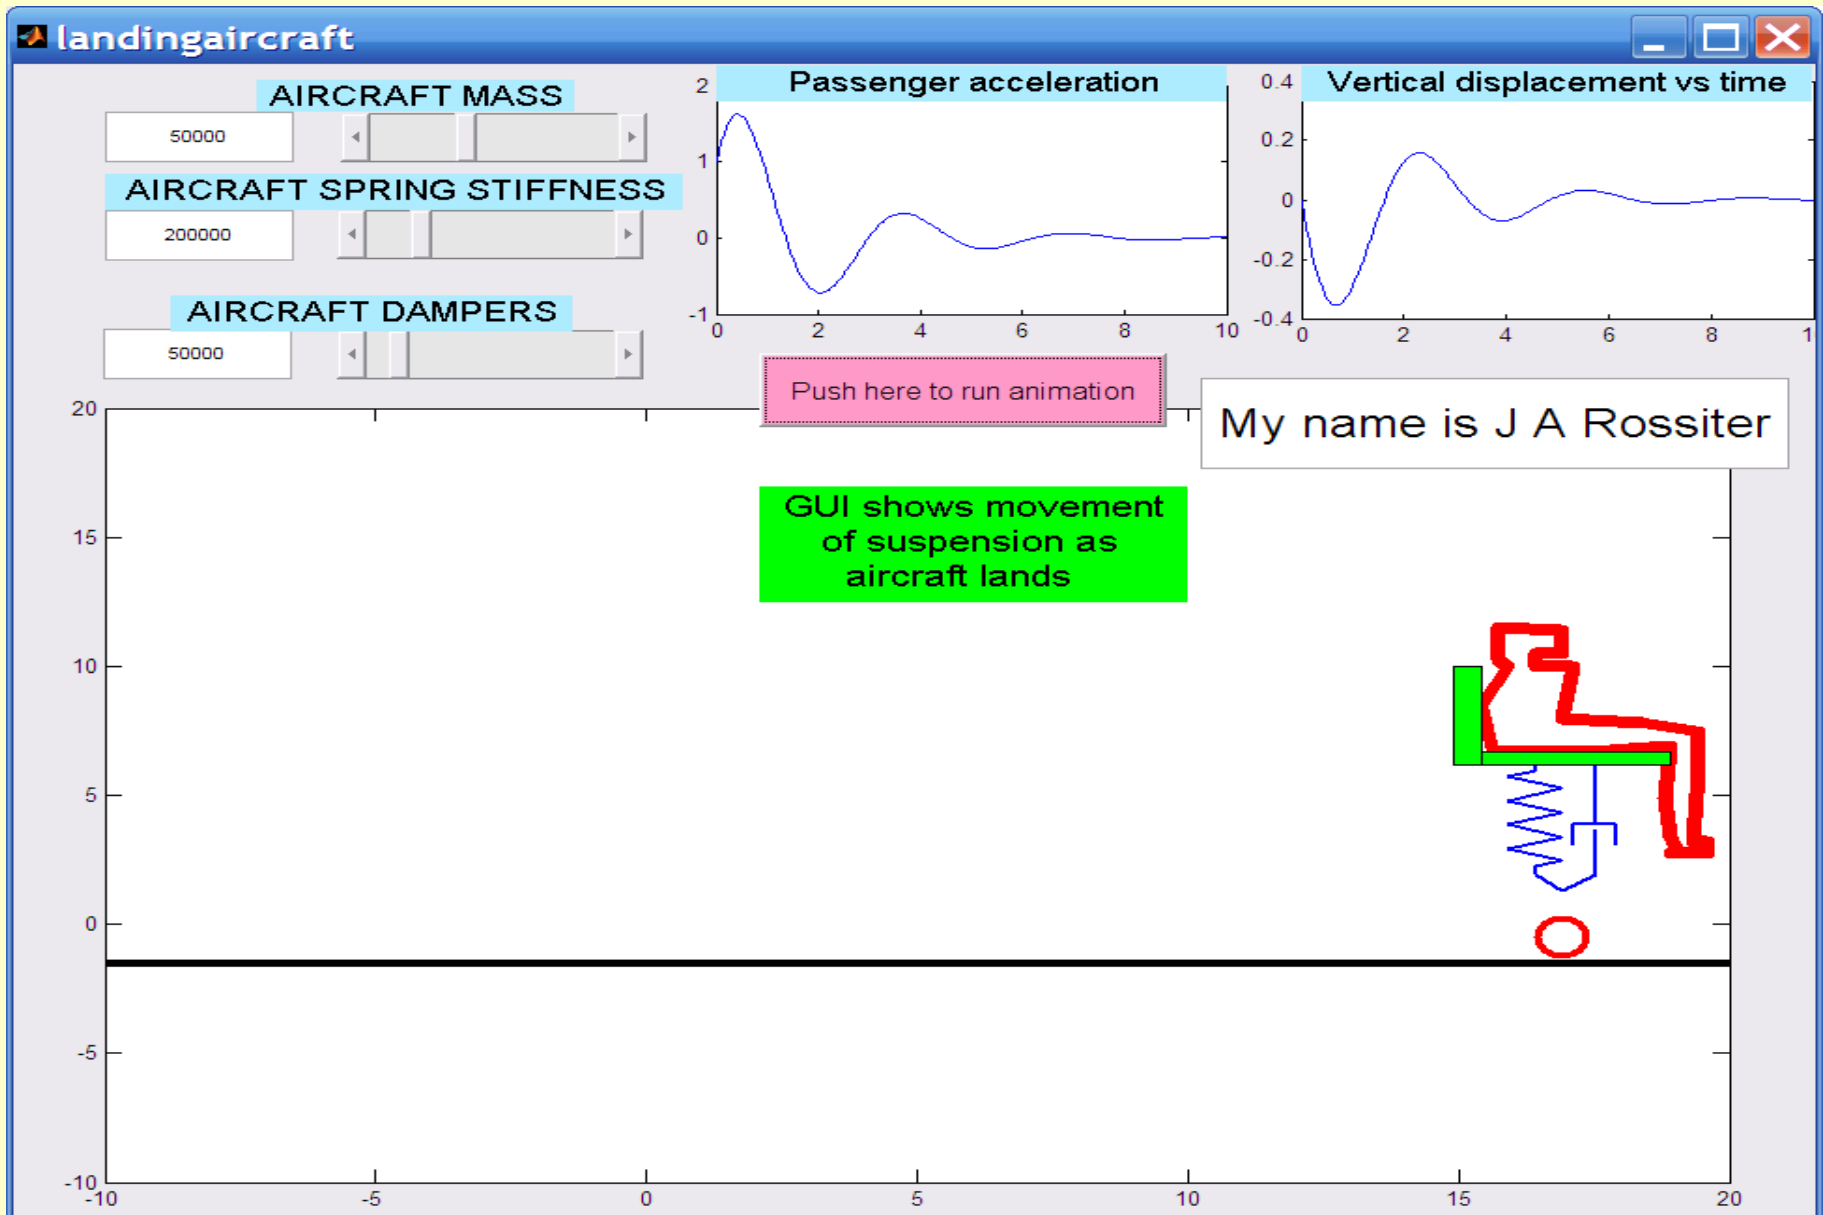 landingaircraft
AIRCRAFT MASS
50000
AIRCRAFT SPRING STIFFNESS
200000
AIRCRAFT DAMPERS
50000
Passenger acceleration
2
1
0
-1
0 2 4 6 8 10
Vertical displacement vs time
0.4
0.2
0
-0.2
-0.4
0 2 4 6 8 1
Push here to run animation
My name is J A Rossiter
GUI shows movement
of suspension as
aircraft lands
20
15
10
5
0
-5
-10
-10 -5 0 5 10 15 20